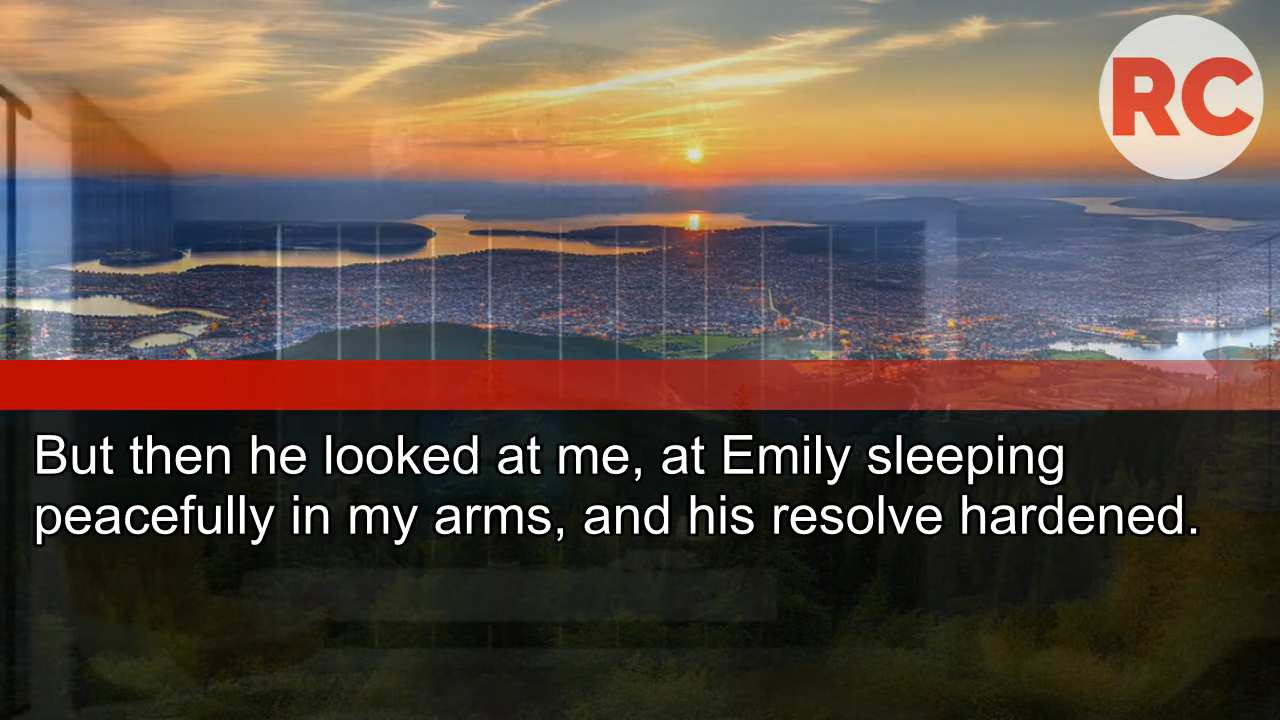 RC
But then he looked at me, at Emily sleeping
peacefully in my arms, and his resolve hardened.